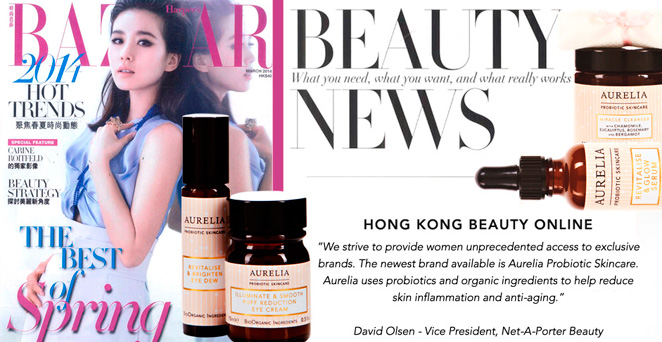 Harper's
BAZAAR
MARCH 2014
2014
HOT
TRENDS
聚焦春夏時尚動態
SPECIAL FEATURE
CARINE
ROITFELD
的獨家影像
BEAUTY
STRATEGY
探討美麗新角度
THE
BEST
of
Spring
AURELIA
PROBIOTIC SKINCARE
REVITALISE
& BRIGHTEN
EYE DEW
BIOORGANIC INGREDIENTS
AURELIA
PROBIOTIC SKINCARE
ILLUMINATE & SMOOTH
PUFF REDUCTION
EYE CREAM
BIOORGANIC INGREDIENTS
BEAUTY
What you need, what you want, and what really works
NEWS
AURELIA
PROBIOTIC SKINCARE
MIRACLE CLEANSER
WITH CHAMOMILE,
EUCALYPTUS, ROSEMARY
AND BERGAMOT
AURELIA
PROBIOTIC SKINCARE
REVITALISE
& GLOW
SERUM
HONG KONG BEAUTY ONLINE
"We strive to provide women unprecedented access to exclusive
brands. The newest brand available is Aurelia Probiotic Skincare.
Aurelia uses probiotics and organic ingredients to help reduce
skin inflammation and anti-aging."
David Olsen - Vice President, Net-A-Porter Beauty